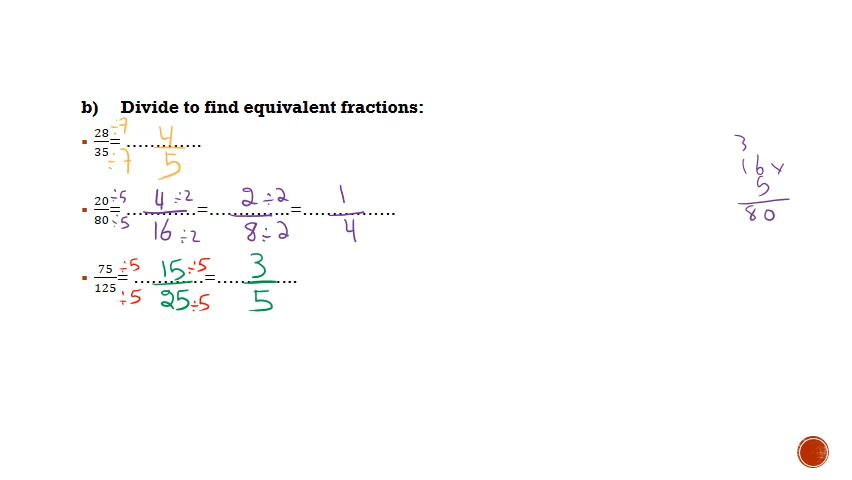 b) Divide to find equivalent fractions:
▪ 28/35 ÷7/÷7 = ..... 4/5 .....
▪ 20/80 ÷5/÷5 = ..... 4/16 ÷2/÷2 ..... = ..... 2/8 ÷2/÷2 ..... = ..... 1/4 .....
▪ 75/125 ÷5/÷5 = ..... 15/25 ÷5/÷5 ..... = ..... 3/5 .....
3
16 x
5
80